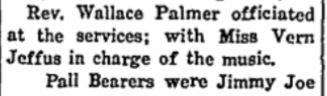 Rev. Wallace Palmer officiated
at the services; with Miss Vern
Jeffus in charge of the music.
Pall Bearers were Jimmy Joe